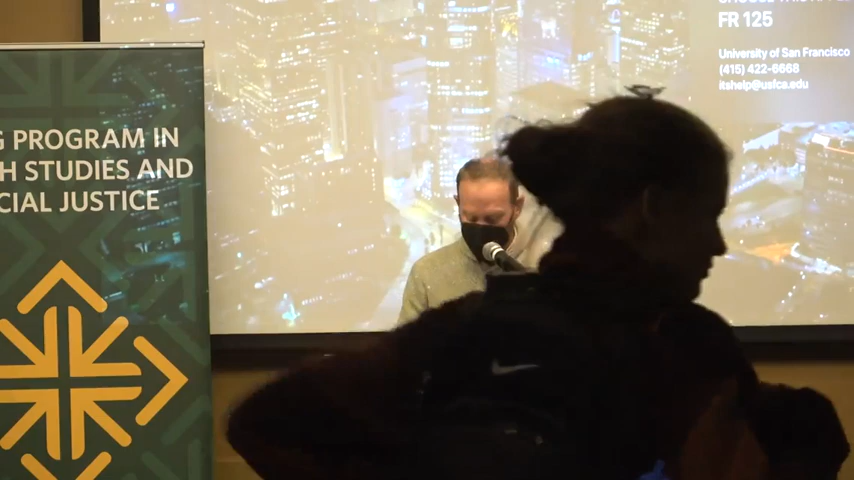 G PROGRAM IN
H STUDIES AND
CIAL JUSTICE
FR 125
University of San Francisco
(415) 422-6668
itshelp@usfca.edu